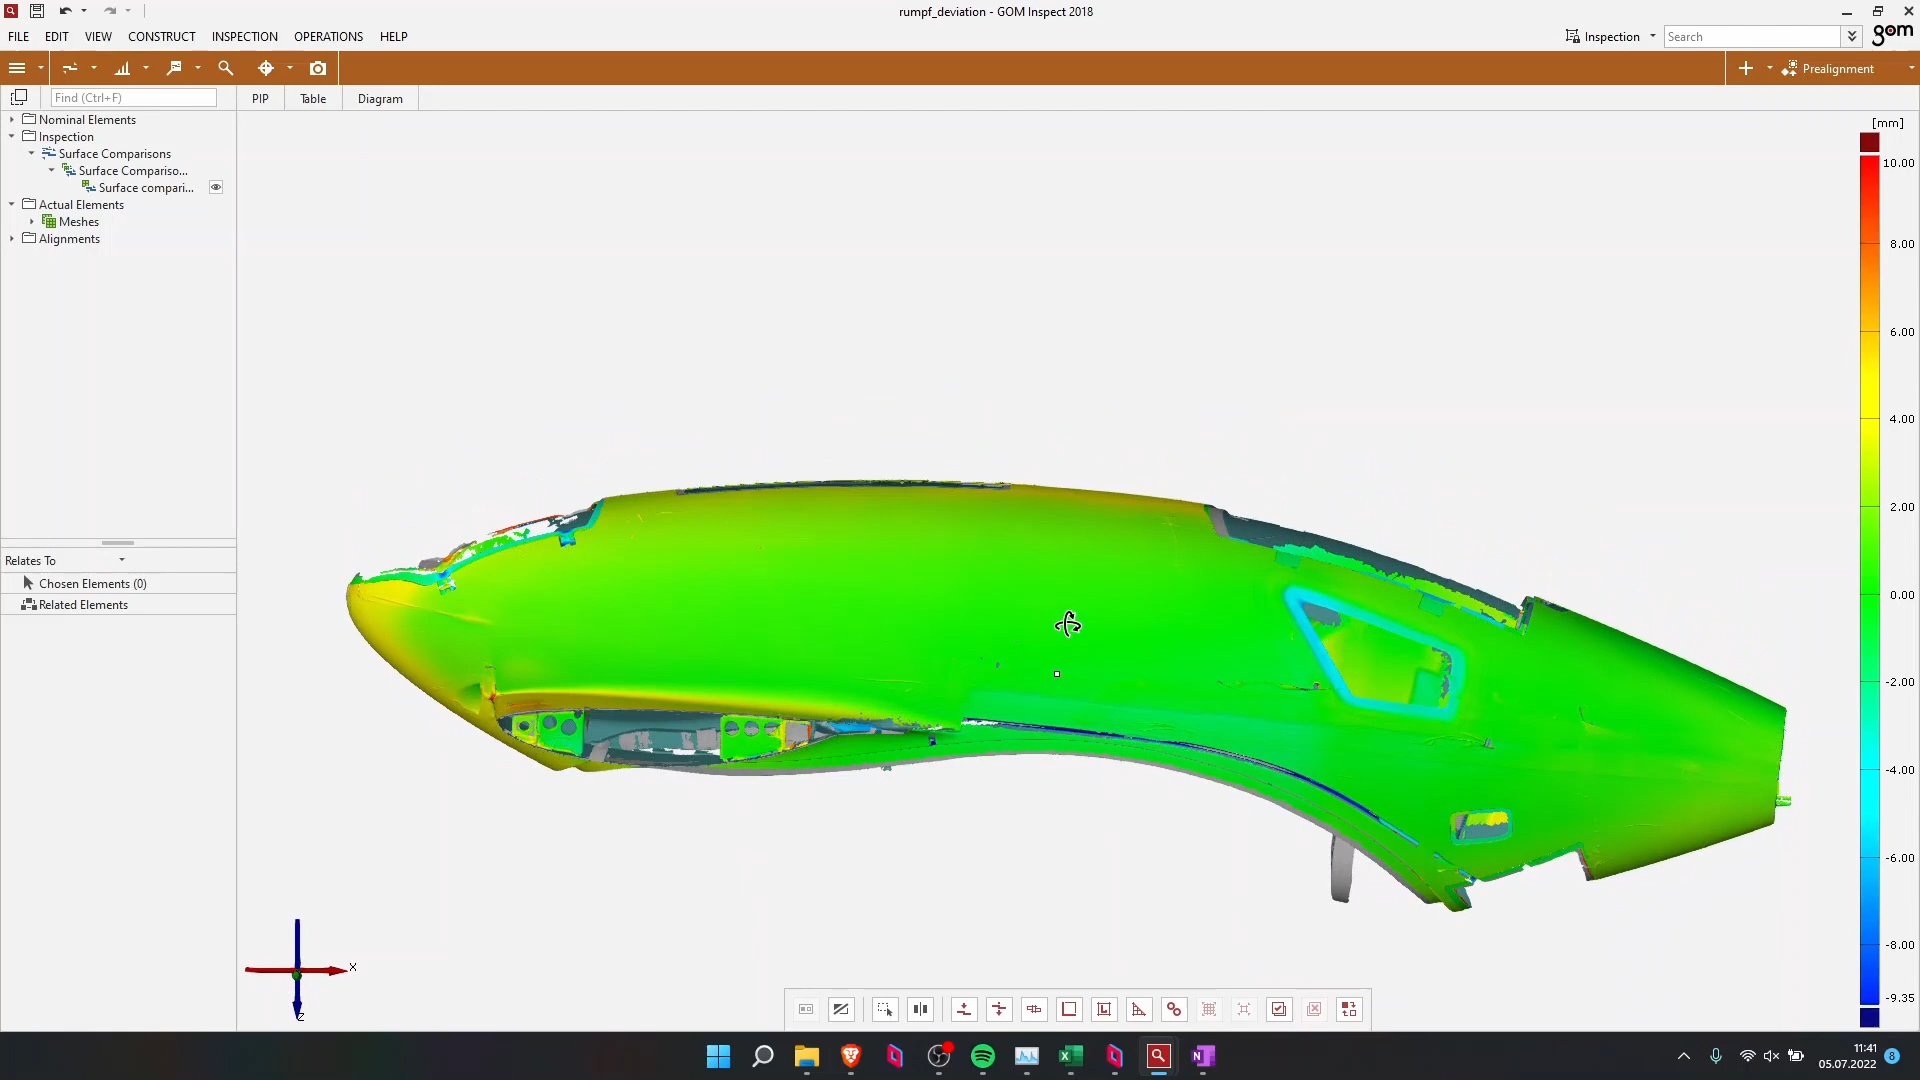 rumpf_deviation - GOM Inspect 2018
FILE EDIT VIEW CONSTRUCT INSPECTION OPERATIONS HELP
Inspection
Search
gom
Prealignment
Find (Ctrl+F)
PIP
Table
Diagram
Nominal Elements
Inspection
Surface Comparisons
Surface Compariso...
Surface compari...
Actual Elements
Meshes
Alignments
Relates To
Chosen Elements (0)
Related Elements
[mm]
10.00
8.00
6.00
4.00
2.00
0.00
-2.00
-4.00
-6.00
-8.00
-9.35
X
Z
11:41
05.07.2022
8